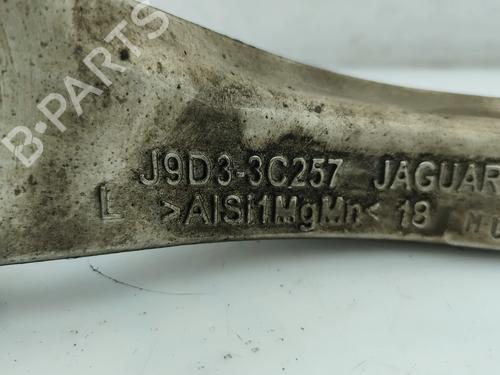 B-PARTS
J9D3-3C257 JAGUAR
L >AlSi1MgMn< 18